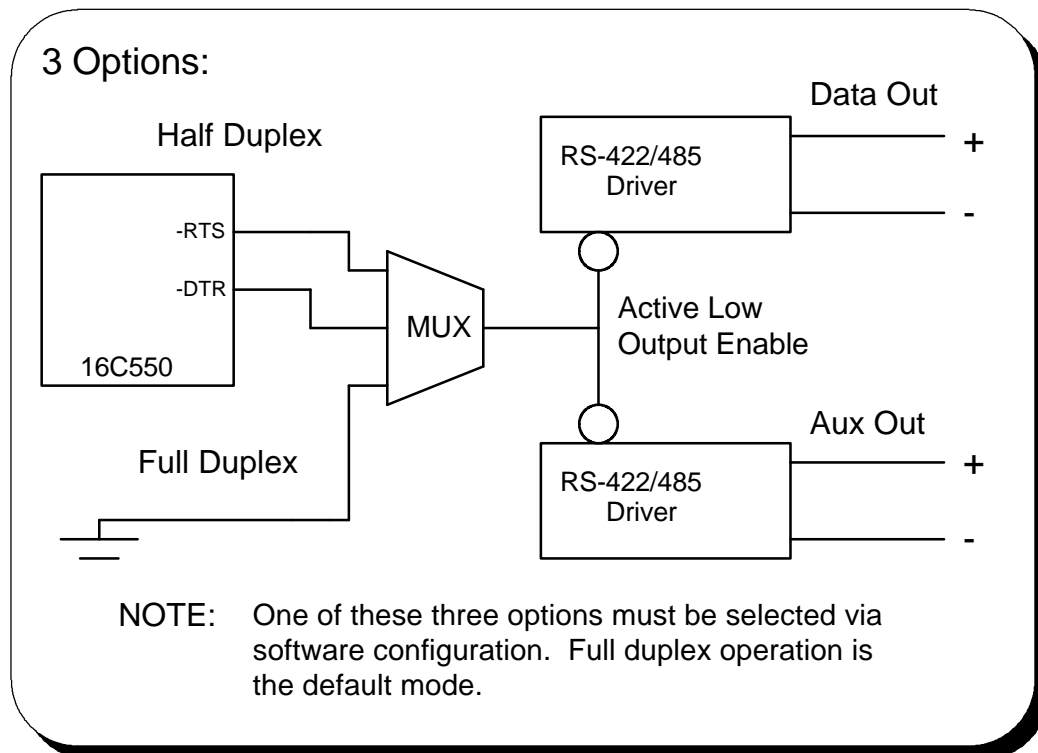 3 Options:
Half Duplex
-RTS
-DTR
16C550
Full Duplex
MUX
RS-422/485
Driver
Data Out
+
-
Active Low
Output Enable
RS-422/485
Driver
Aux Out
+
-
NOTE: One of these three options must be selected via
software configuration. Full duplex operation is
the default mode.